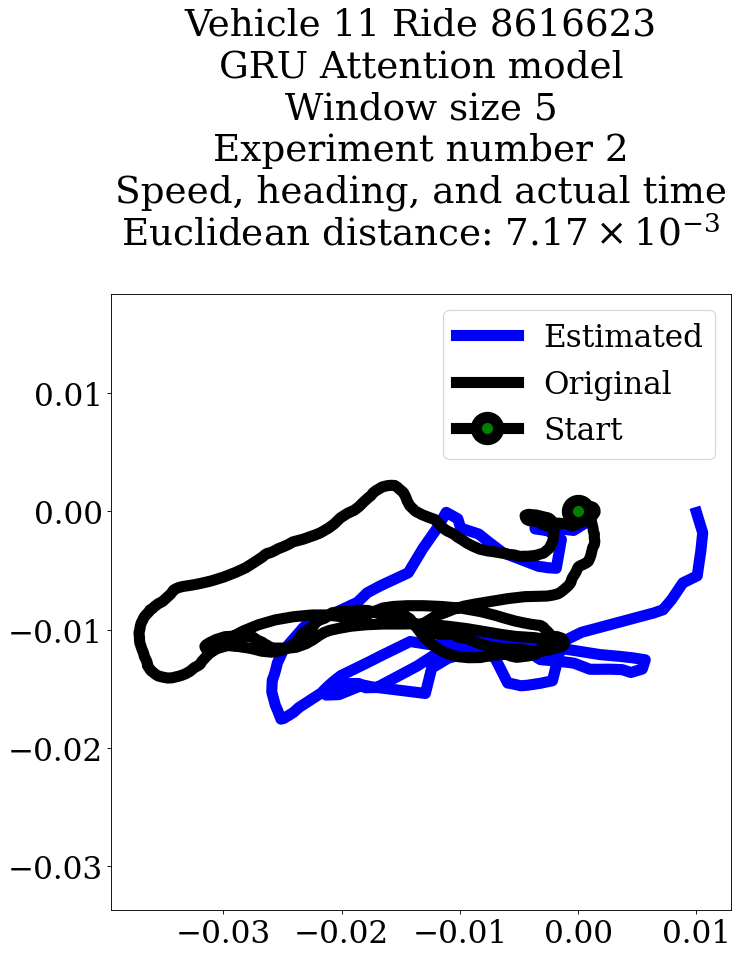 Vehicle 11 Ride 8616623
GRU Attention model
Window size 5
Experiment number 2
Speed, heading, and actual time
Euclidean distance: 7.17 × 10⁻³
Estimated
Original
Start
0.01
0.00
−0.01
−0.02
−0.03
−0.03 −0.02 −0.01 0.00 0.01